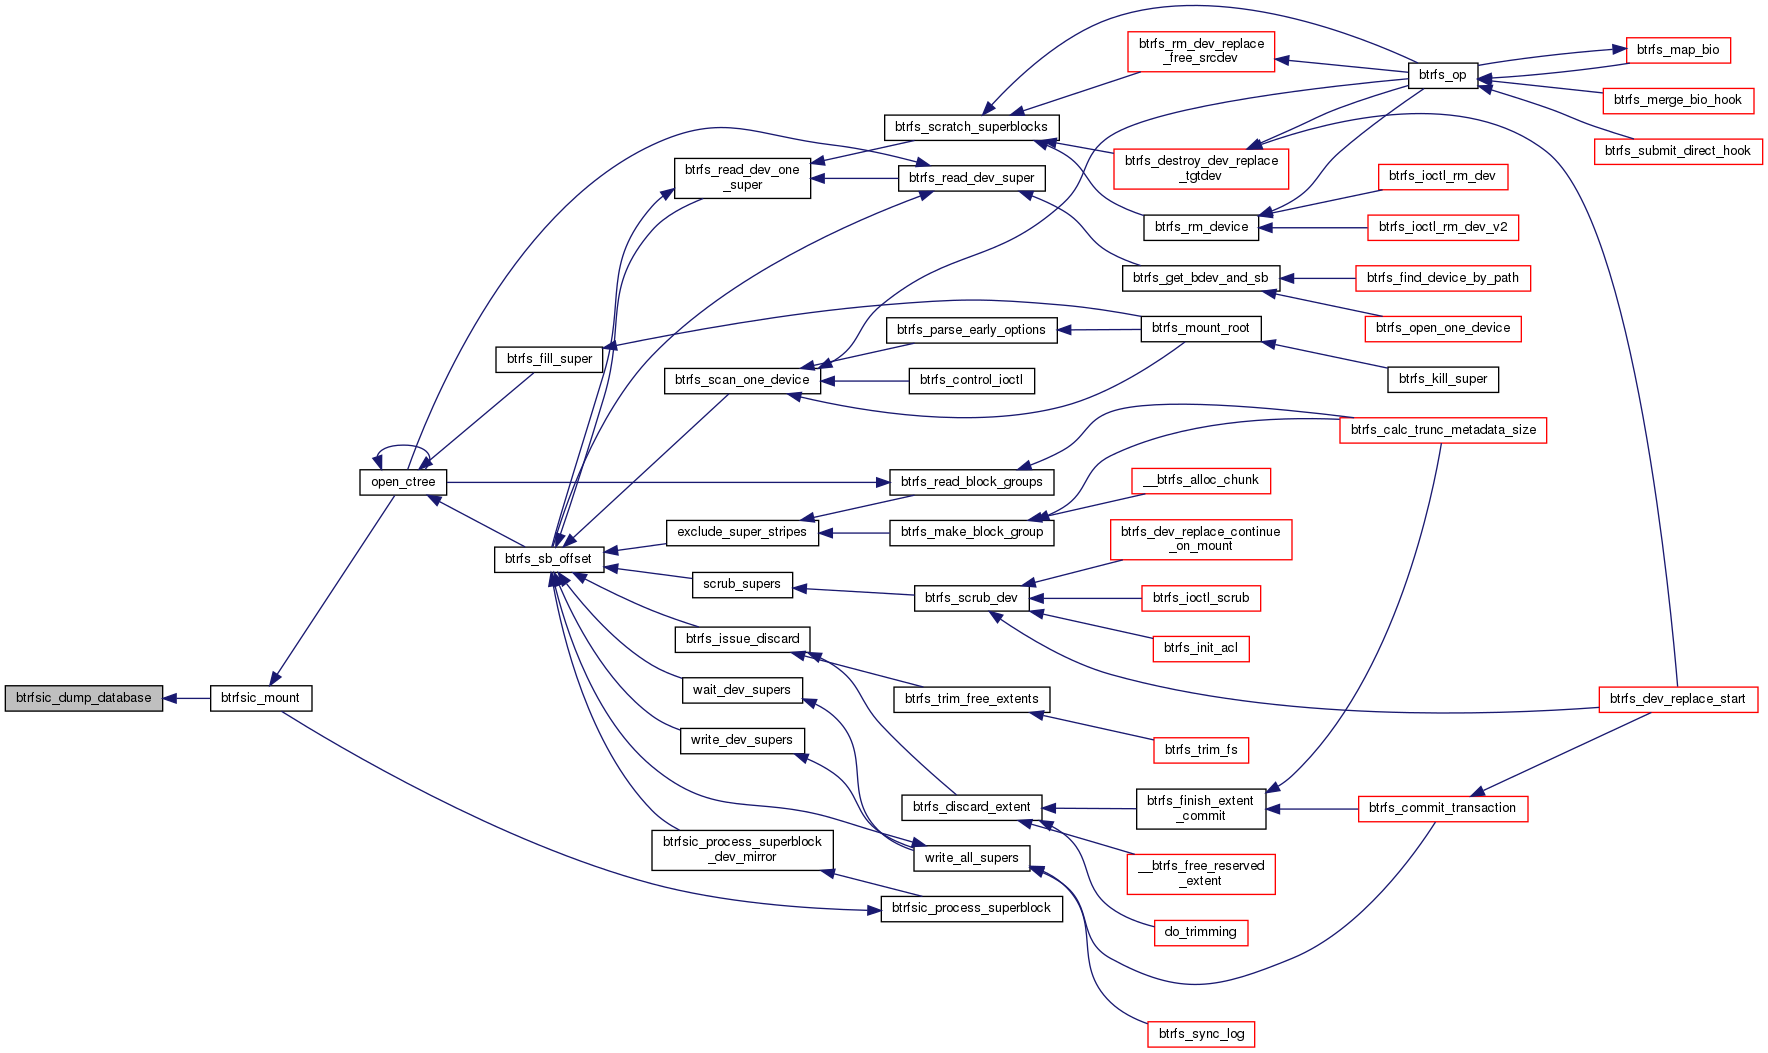 btrfs_rm_dev_replace
_free_srcdev
btrfs_map_bio
btrfs_op
btrfs_merge_bio_hook
btrfs_scratch_superblocks
btrfs_submit_direct_hook
btrfs_read_dev_one
_super
btrfs_read_dev_super
btrfs_destroy_dev_replace
_tgtdev
btrfs_ioctl_rm_dev
btrfs_rm_device
btrfs_ioctl_rm_dev_v2
btrfs_get_bdev_and_sb
btrfs_find_device_by_path
btrfs_open_one_device
btrfs_parse_early_options
btrfs_mount_root
btrfs_fill_super
btrfs_scan_one_device
btrfs_control_ioctl
btrfs_kill_super
btrfs_calc_trunc_metadata_size
open_ctree
btrfs_read_block_groups
__btrfs_alloc_chunk
exclude_super_stripes
btrfs_make_block_group
btrfs_dev_replace_continue
_on_mount
btrfs_sb_offset
scrub_supers
btrfs_scrub_dev
btrfs_ioctl_scrub
btrfs_issue_discard
btrfs_init_acl
btrfsic_dump_database
btrfsic_mount
wait_dev_supers
btrfs_trim_free_extents
btrfs_dev_replace_start
write_dev_supers
btrfs_trim_fs
btrfs_discard_extent
btrfs_finish_extent
_commit
btrfs_commit_transaction
btrfsic_process_superblock
_dev_mirror
write_all_supers
__btrfs_free_reserved
_extent
btrfsic_process_superblock
do_trimming
btrfs_sync_log